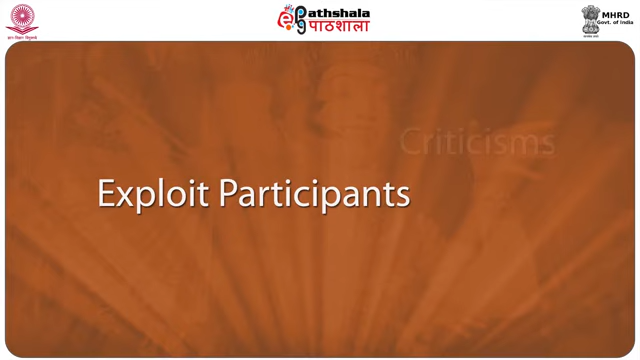 ePathshala
पाठशाला
MHRD
Govt. of India
Criticisms
Exploit Participants